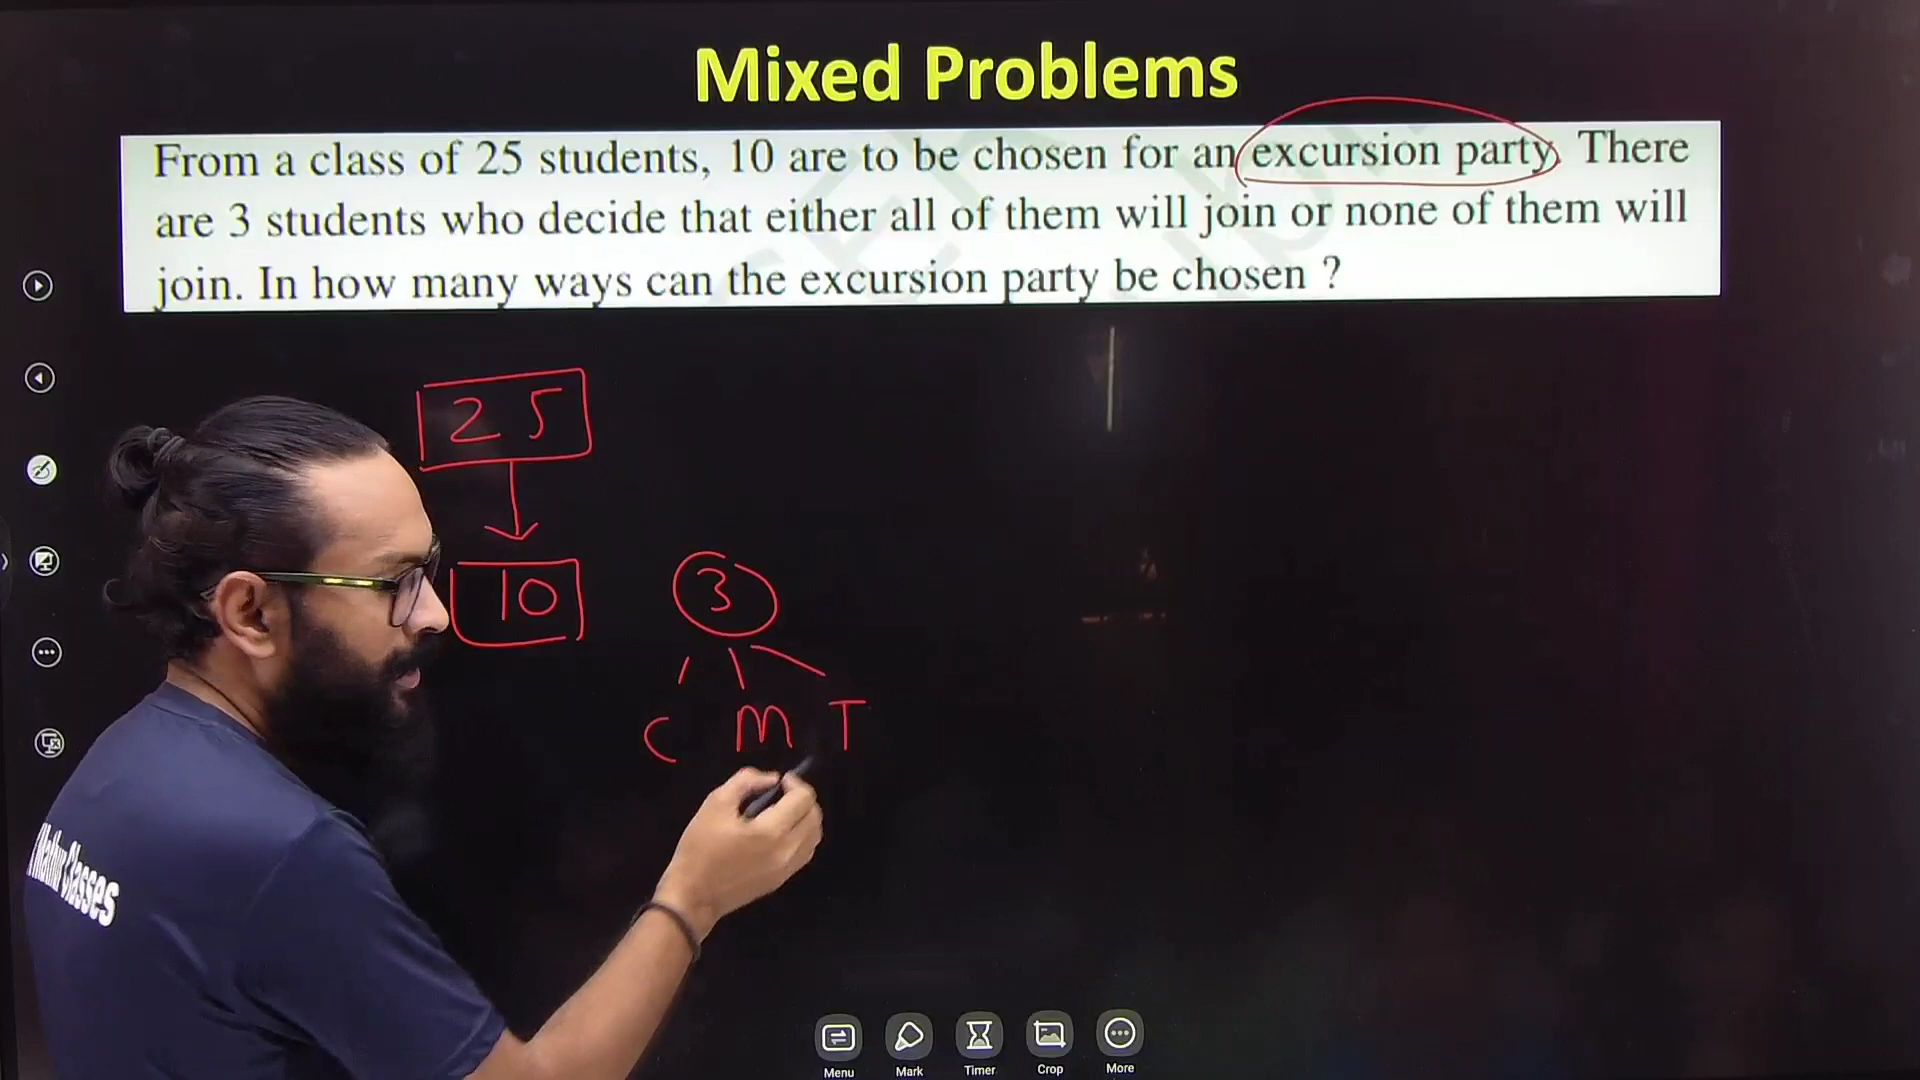 Mixed Problems
From a class of 25 students, 10 are to be chosen for an excursion party. There
are 3 students who decide that either all of them will join or none of them will
join. In how many ways can the excursion party be chosen ?
25
10
3
C M T
Classes
Menu Mark Timer Crop More